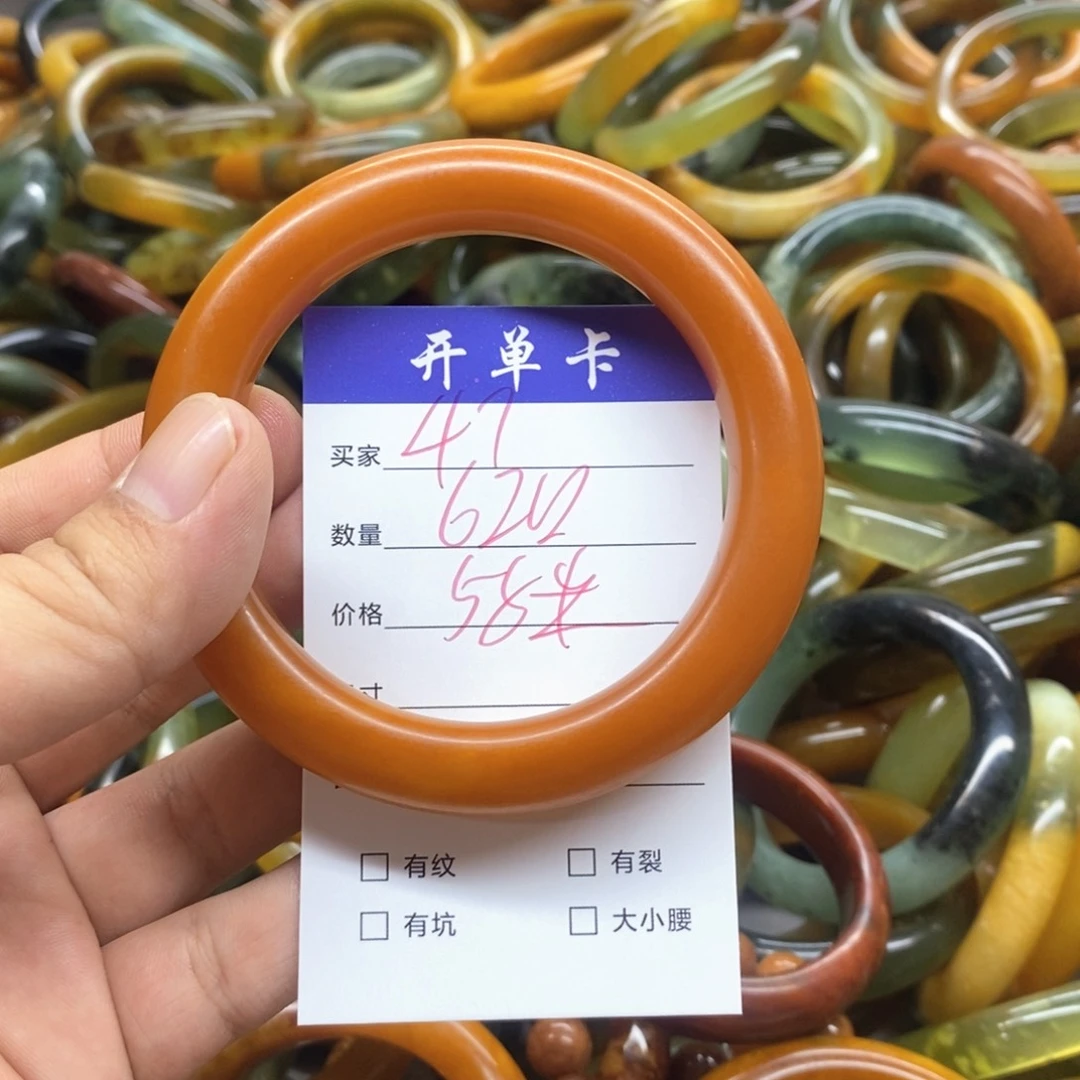 开单卡
买家 47
数量
价格 58
寸
有纹 有裂
有坑 大小腰